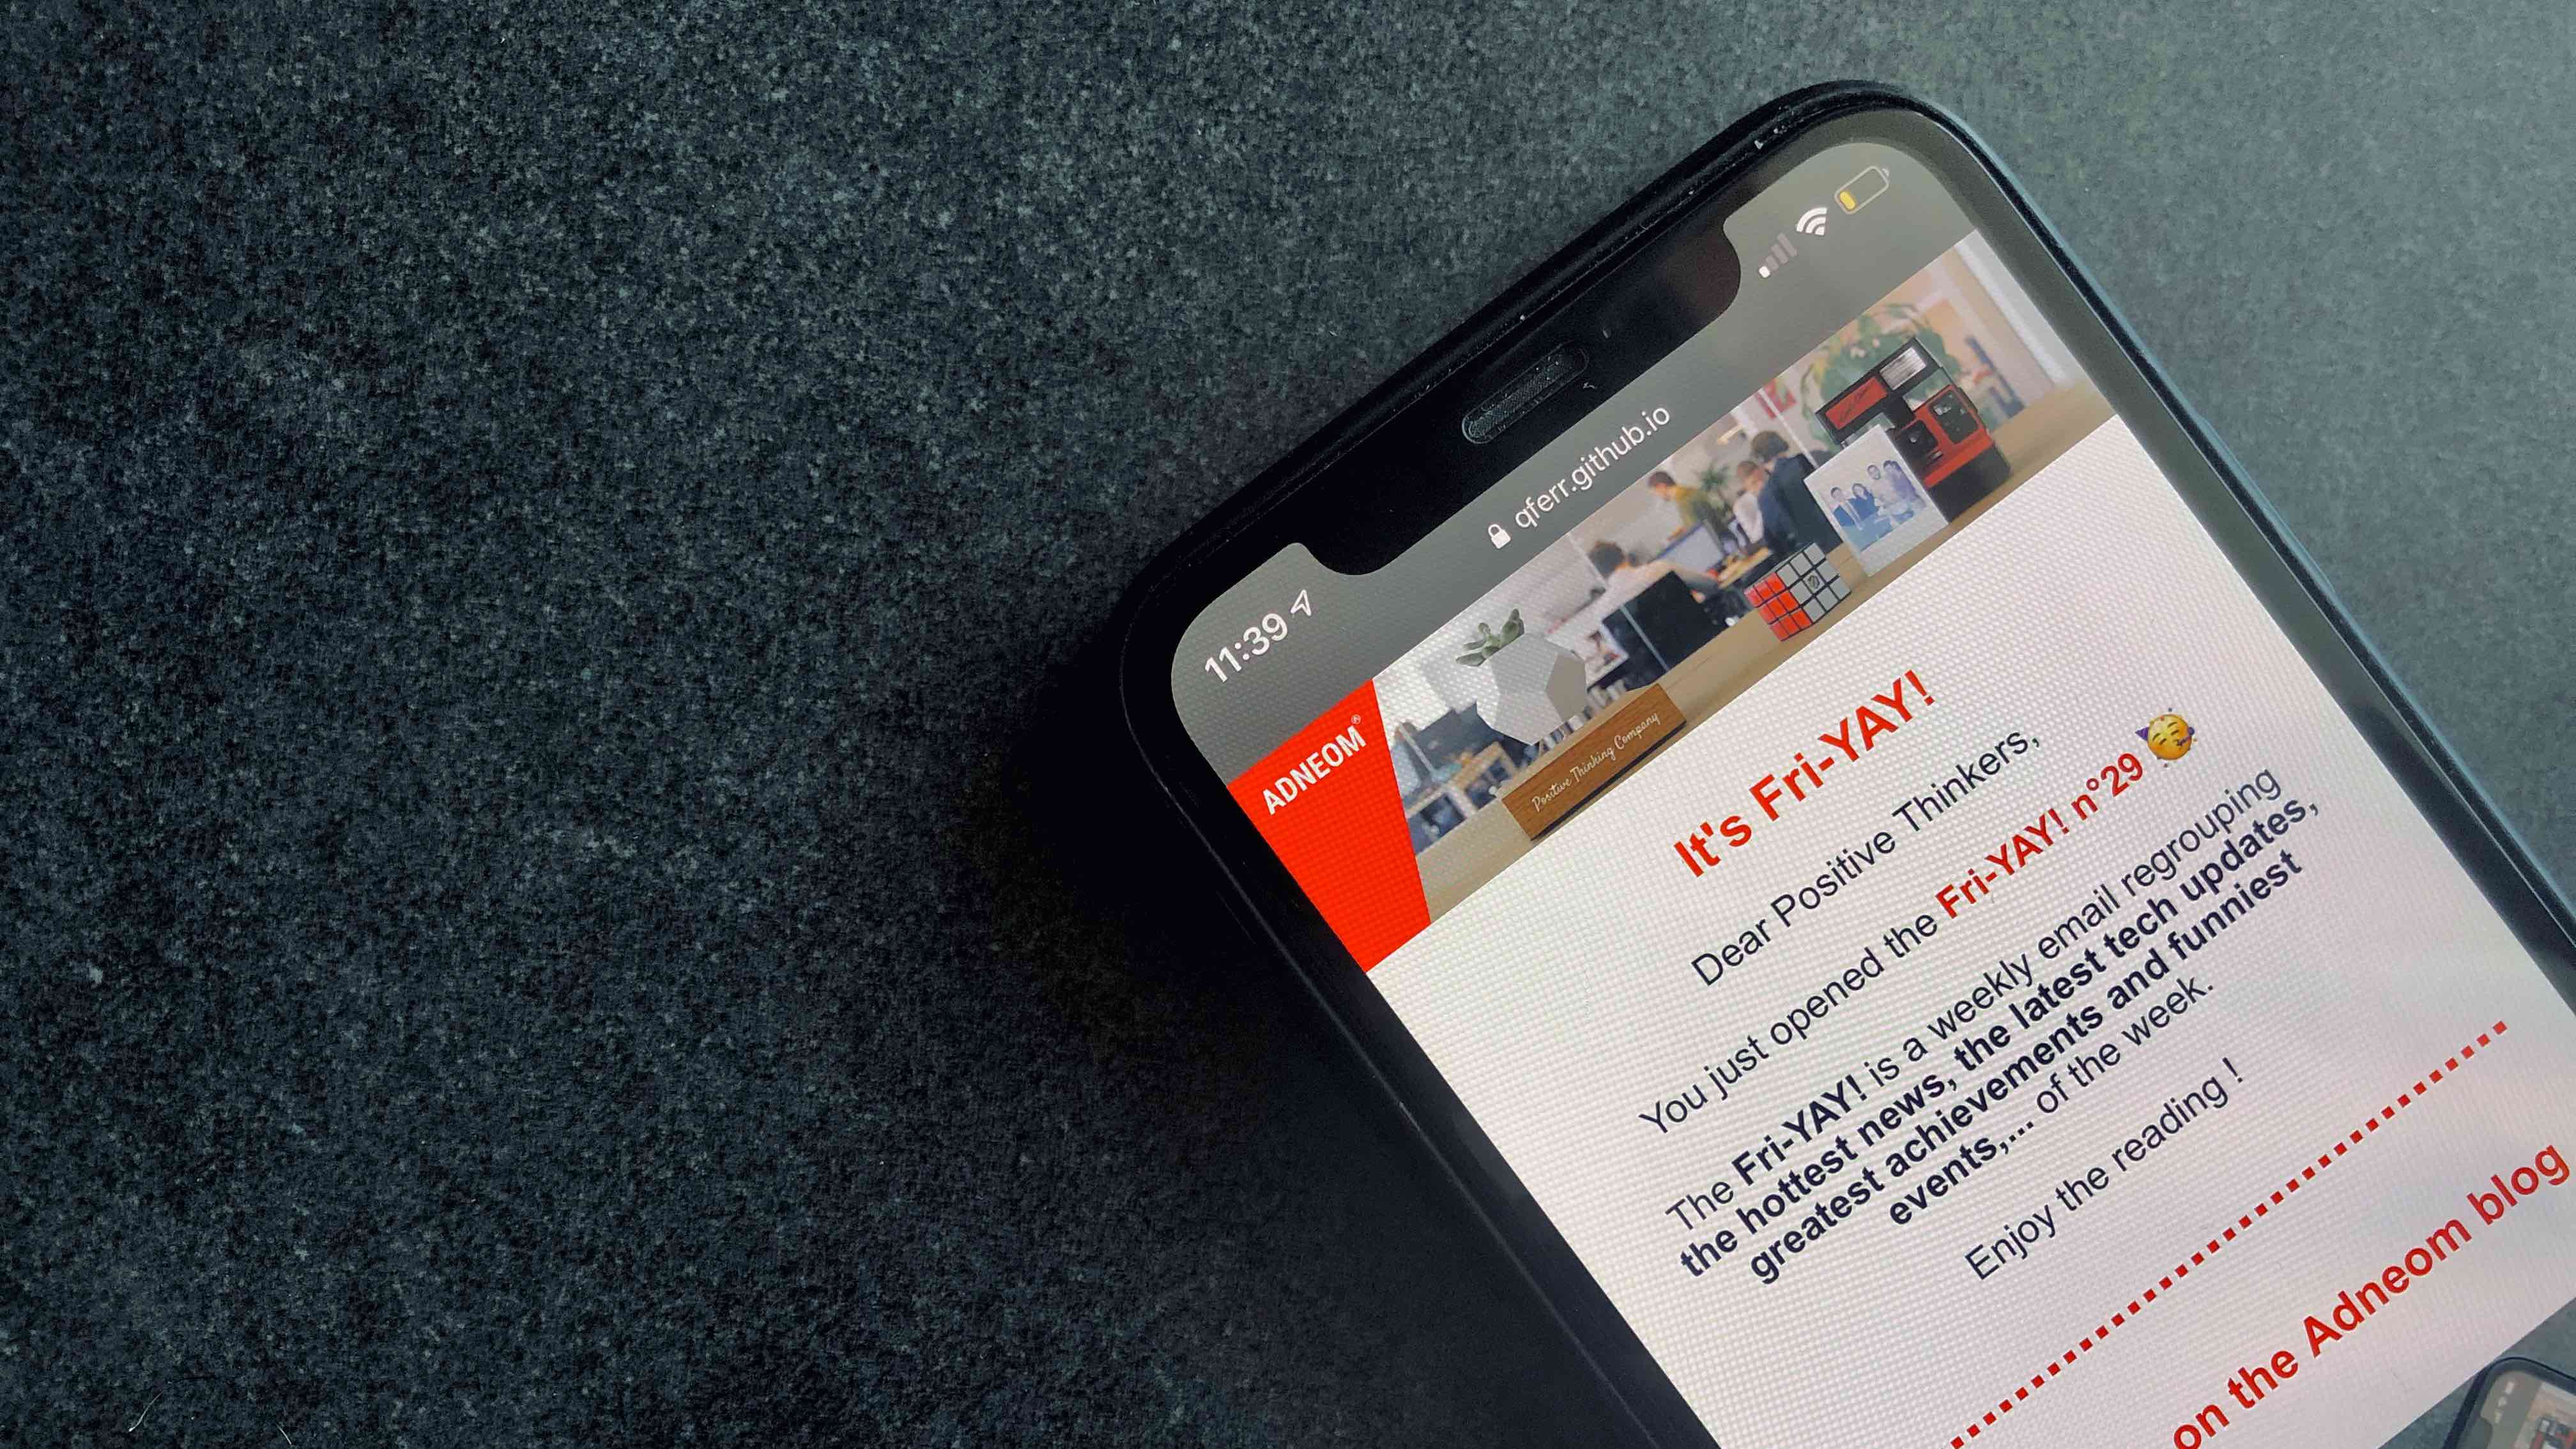 11:39
qferr.github.io
ADNEOM®
Positive Thinking Company
It's Fri-YAY!
Dear Positive Thinkers,
You just opened the Fri-YAY! n°29 🥳
The Fri-YAY! is a weekly email regrouping
the hottest news, the latest tech updates,
greatest achievements and funniest
events,... of the week.
Enjoy the reading !
on the Adneom blog